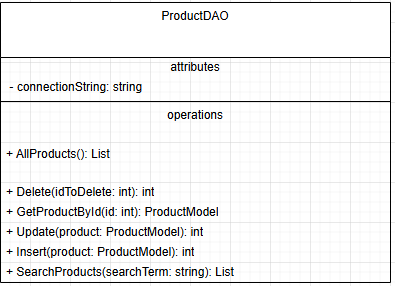 ProductDAO
attributes
- connectionString: string
operations
+ AllProducts(): List
+ Delete(idToDelete: int): int
+ GetProductById(id: int): ProductModel
+ Update(product: ProductModel): int
+ Insert(product: ProductModel): int
+ SearchProducts(searchTerm: string): List